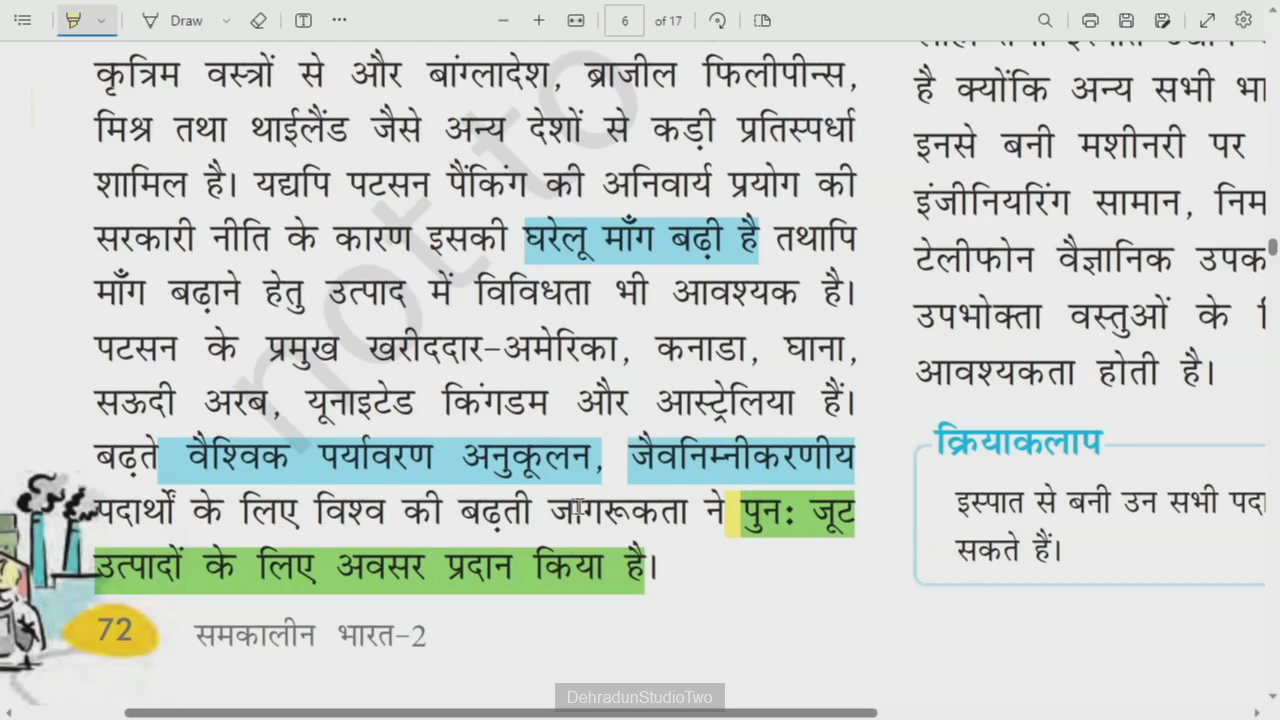 Draw
6
of 17
कृत्रिम वस्त्रों से और बांग्लादेश, ब्राजील फिलीपीन्स,
मिश्र तथा थाईलैंड जैसे अन्य देशों से कड़ी प्रतिस्पर्धा
शामिल है। यद्यपि पटसन पैंकिंग की अनिवार्य प्रयोग की
सरकारी नीति के कारण इसकी घरेलू माँग बढ़ी है तथापि
माँग बढ़ाने हेतु उत्पाद में विविधता भी आवश्यक है।
पटसन के प्रमुख खरीददार-अमेरिका, कनाडा, घाना,
सऊदी अरब, यूनाइटेड किंगडम और आस्ट्रेलिया हैं।
बढ़ते वैश्विक पर्यावरण अनुकूलन, जैवनिम्नीकरणीय
पदार्थों के लिए विश्व की बढ़ती जागरूकता ने पुनः जूट
उत्पादों के लिए अवसर प्रदान किया है।
72 समकालीन भारत-2
not to
है क्योंकि अन्य सभी भा
इनसे बनी मशीनरी पर
इंजीनियरिंग सामान, निम
टेलीफोन वैज्ञानिक उपक
उपभोक्ता वस्तुओं के
आवश्यकता होती है।
क्रियाकलाप
इस्पात से बनी उन सभी पदा
सकते हैं।
DehradunStudioTwo